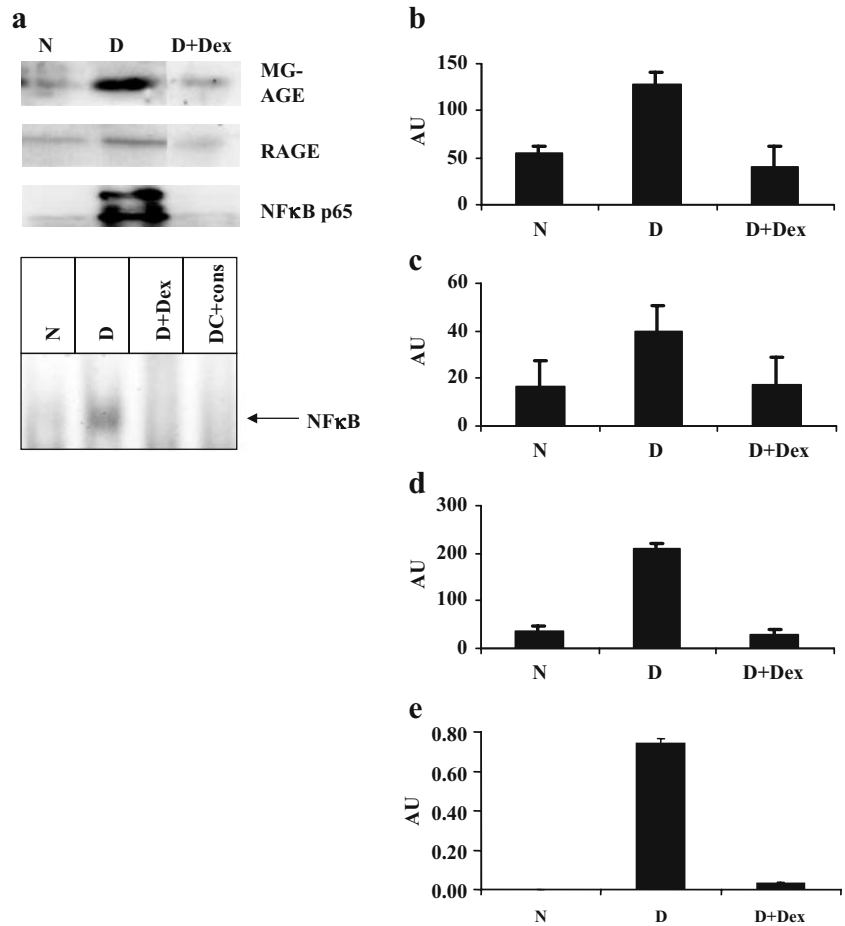 a
N D D+Dex
MG-
AGE
RAGE
NFκB p65
N D D+Dex DC+cons
NFκB
b
AU
150
100
50
0
N D D+Dex
c
AU
60
40
20
0
N D D+Dex
d
AU
300
200
100
0
N D D+Dex
e
AU
0.80
0.60
0.40
0.20
0.00
N D D+Dex